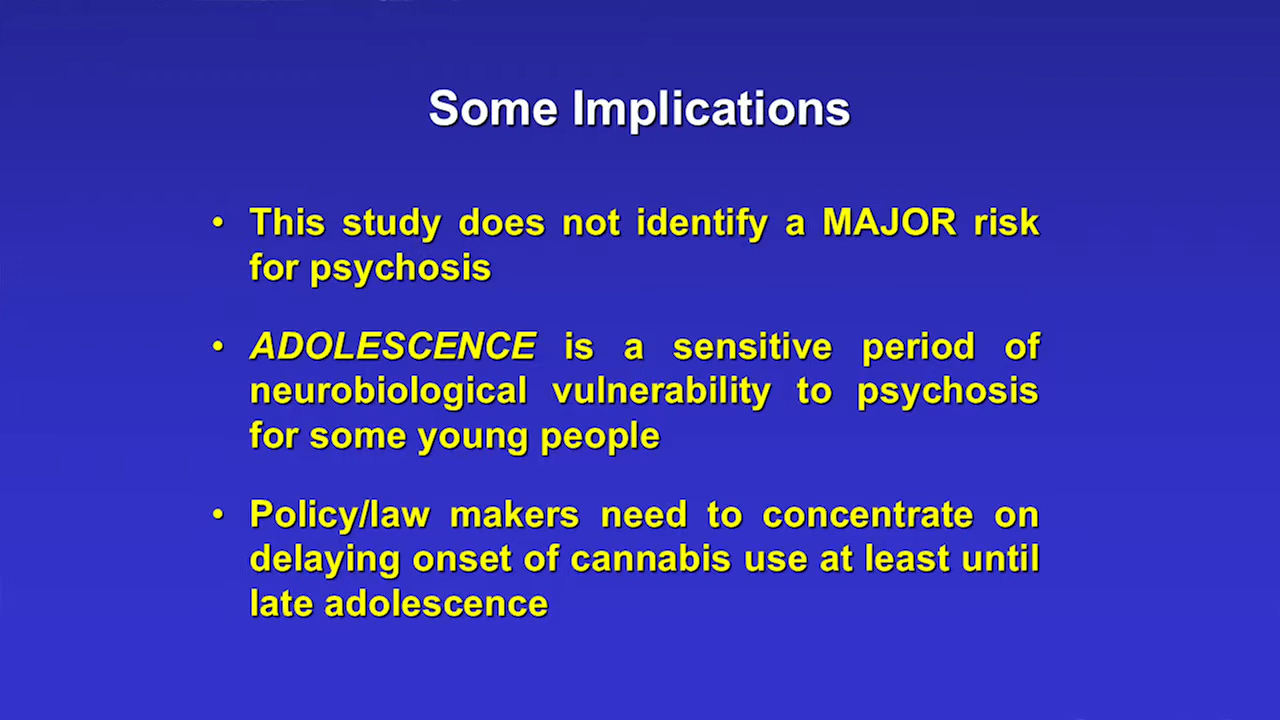 Some Implications
• This study does not identify a MAJOR risk
for psychosis
• ADOLESCENCE is a sensitive period of
neurobiological vulnerability to psychosis
for some young people
• Policy/law makers need to concentrate on
delaying onset of cannabis use at least until
late adolescence